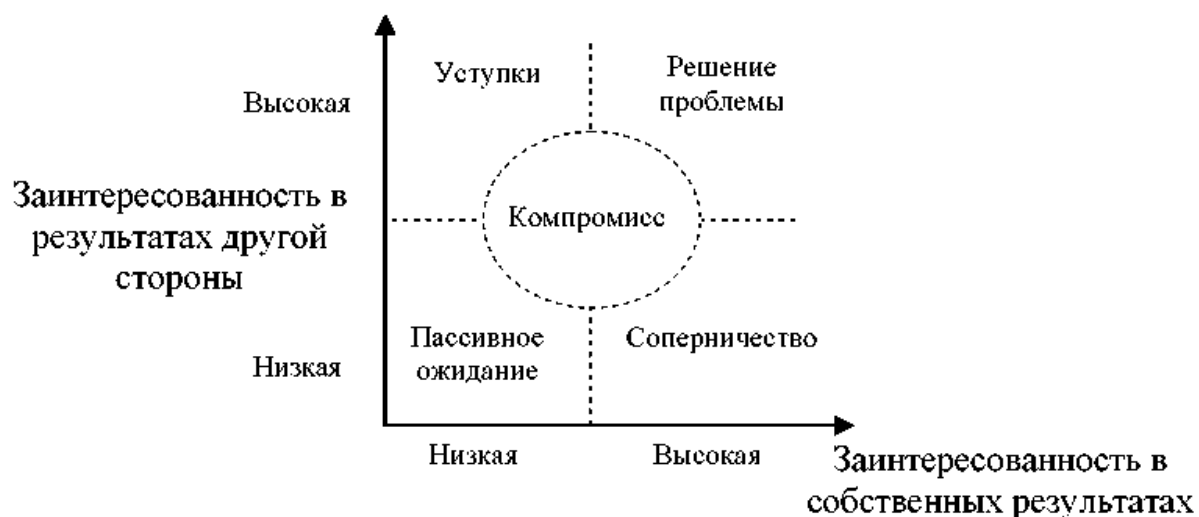 Уступки
Решение
проблемы
Высокая
Заинтересованность в
результатах другой
стороны
Компромисс
Пассивное
ожидание
Соперничество
Низкая
Низкая
Высокая
Заинтересованность в
собственных результатах